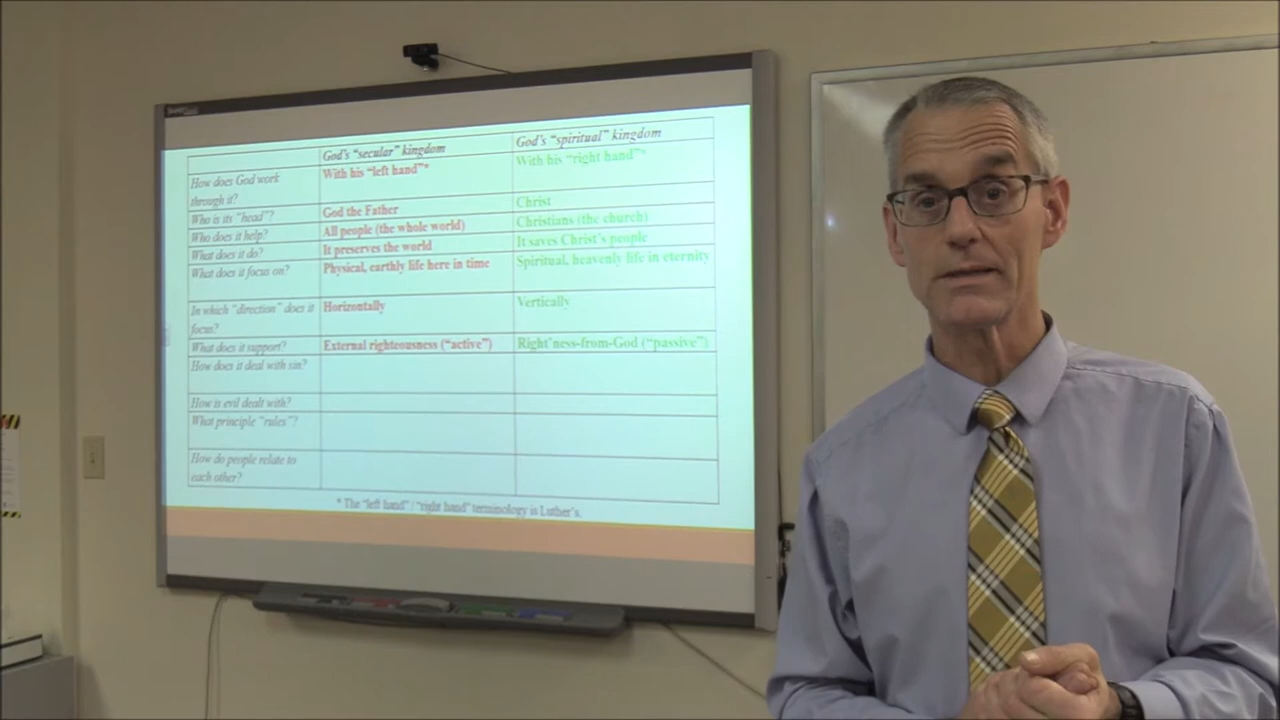 God's "secular" kingdom God's "spiritual" kingdom
How does God work through it? With his "left hand"* With his "right hand"*
Who is its "head"? God the Father Christ
Who does it help? All people (the whole world) Christians (the church)
What does it do? It preserves the world It saves Christ's people
What does it focus on? Physical, earthly life here in time Spiritual, heavenly life in eternity
In which "direction" does it focus? Horizontally Vertically
What does it support? External righteousness ("active") Right'ness-from-God ("passive")
How does it deal with sin?
How is evil dealt with?
What principle "rules"?
How do people relate to
each other?
* The "left hand" / "right hand" terminology is Luther's.